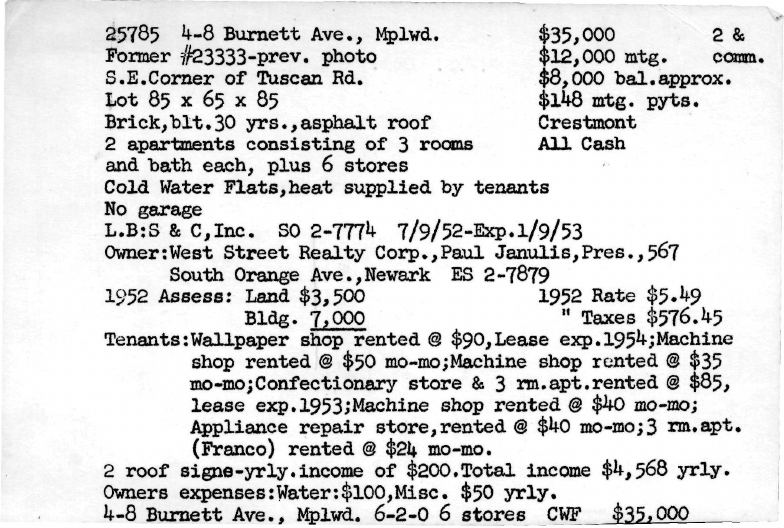 25785 4-8 Burnett Ave., Mplwd. $35,000 2 &
Former #23333-prev. photo $12,000 mtg. comm.
S.E.Corner of Tuscan Rd. $8,000 bal.approx.
Lot 85 x 65 x 85 $148 mtg. pyts.
Brick,blt.30 yrs.,asphalt roof Crestmont
2 apartments consisting of 3 rooms All Cash
and bath each, plus 6 stores
Cold Water Flats,heat supplied by tenants
No garage
L.B:S & C,Inc. SO 2-7774 7/9/52-Exp.1/9/53
Owner:West Street Realty Corp.,Paul Janulis,Pres.,567
South Orange Ave.,Newark ES 2-7879
1952 Assess: Land $3,500 1952 Rate $5.49
Bldg. 7,000 " Taxes $576.45
Tenants:Wallpaper shop rented @ $90,Lease exp.1954;Machine
shop rented @ $50 mo-mo;Machine shop rented @ $35
mo-mo;Confectionary store & 3 rm.apt.rented @ $85,
lease exp.1953;Machine shop rented @ $40 mo-mo;
Appliance repair store,rented @ $40 mo-mo;3 rm.apt.
(Franco) rented @ $24 mo-mo.
2 roof signs-yrly.income of $200.Total income $4,568 yrly.
Owners expenses:Water:$100,Misc. $50 yrly.
4-8 Burnett Ave., Mplwd. 6-2-0 6 stores CWF $35,000